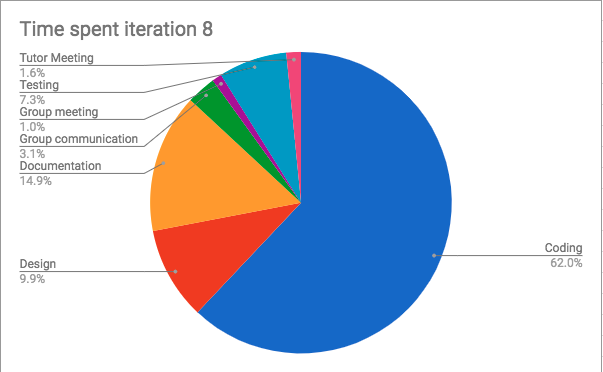 Time spent iteration 8
Tutor Meeting
1.6%
Testing
7.3%
Group meeting
1.0%
Group communication
3.1%
Documentation
14.9%
Design
9.9%
Coding
62.0%